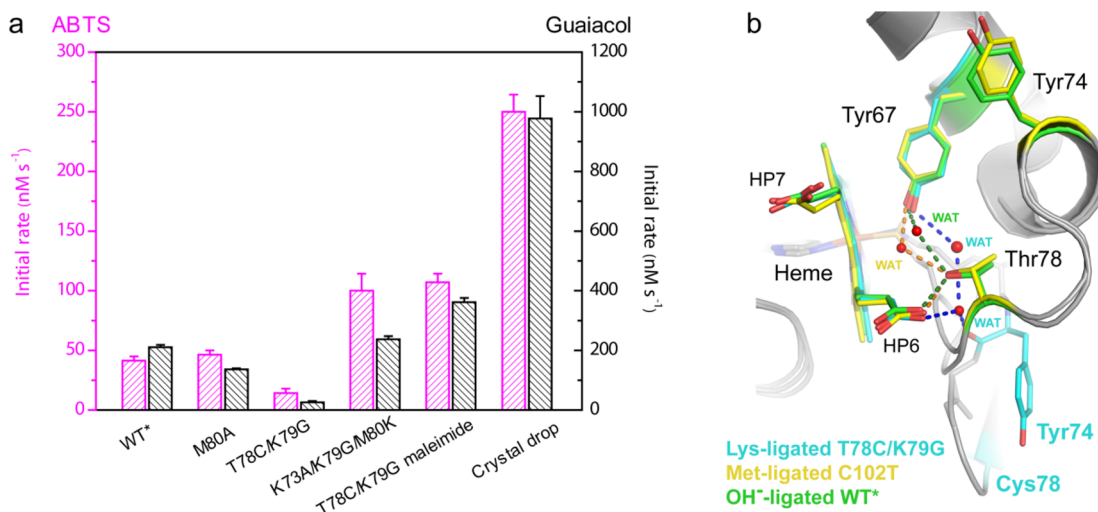 a
ABTS
Guaiacol
300
250
200
150
100
50
0
Initial rate (nM s⁻¹)
1200
1000
800
600
400
200
0
Initial rate (nM s⁻¹)
WT*
M80A
T78C/K79G
K73A/K79G/M80K
T78C/K79G maleimide
Crystal drop
b
Tyr74
Tyr67
HP7
WAT
WAT
WAT
Thr78
Heme
WAT
HP6
Tyr74
Lys-ligated T78C/K79G
Met-ligated C102T
Cys78
OH⁻-ligated WT*